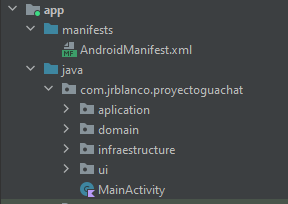 app
manifests
AndroidManifest.xml
java
com.jrblanco.proyectoguachat
aplication
domain
infraestructure
ui
MainActivity